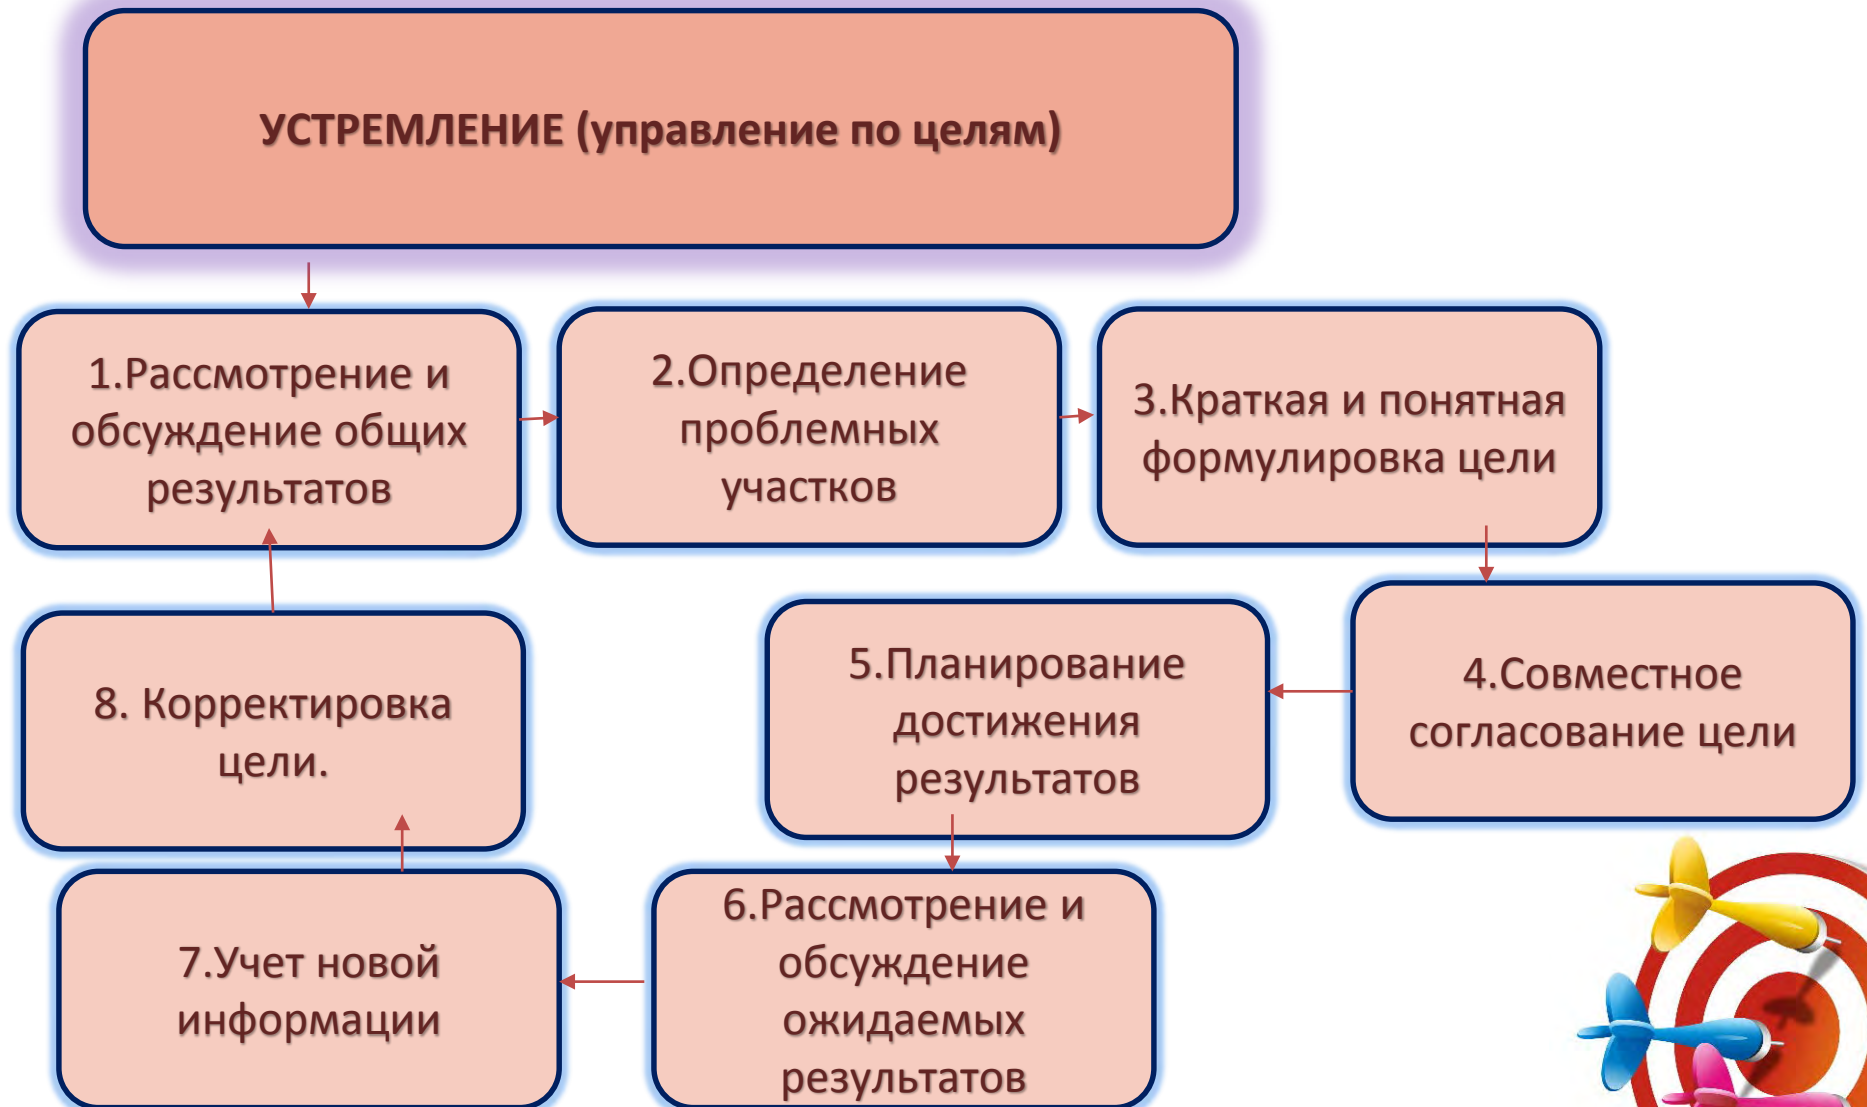 УСТРЕМЛЕНИЕ (управление по целям)
1.Рассмотрение и
обсуждение общих
результатов
2.Определение
проблемных
участков
3.Краткая и понятная
формулировка цели
4.Совместное
согласование цели
5.Планирование
достижения
результатов
6.Рассмотрение и
обсуждение
ожидаемых
результатов
7.Учет новой
информации
8. Корректировка
цели.